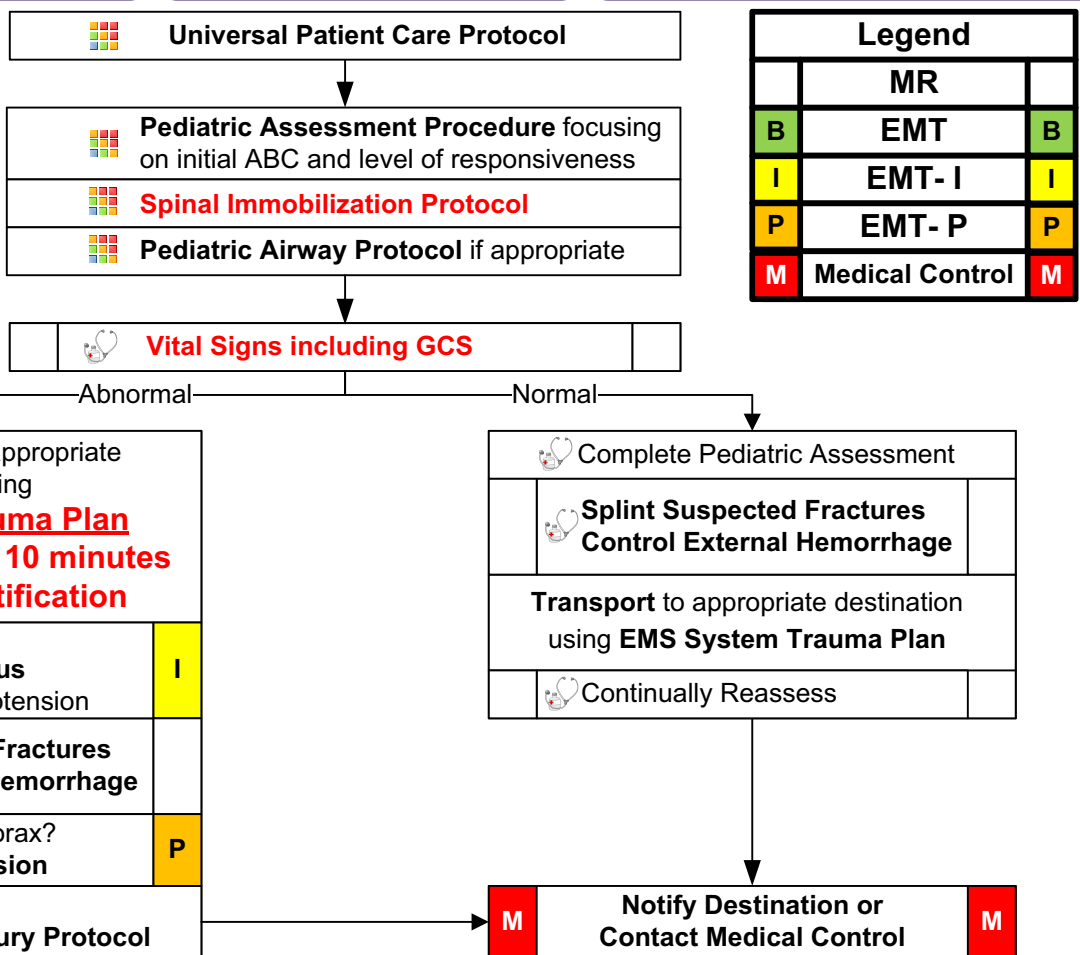 Universal Patient Care Protocol
Legend
MR
B EMT B
I EMT- I I
P EMT- P P
M Medical Control M
Pediatric Assessment Procedure focusing
on initial ABC and level of responsiveness
Spinal Immobilization Protocol
Pediatric Airway Protocol if appropriate
Vital Signs including GCS
Abnormal
Normal
uma Plan
10 minutes
tification
us I
otension
Fractures
emorrhage
orax? P
sion
ury Protocol
Complete Pediatric Assessment
Splint Suspected Fractures
Control External Hemorrhage
Transport to appropriate destination
using EMS System Trauma Plan
Continually Reassess
M Notify Destination or M
Contact Medical Control